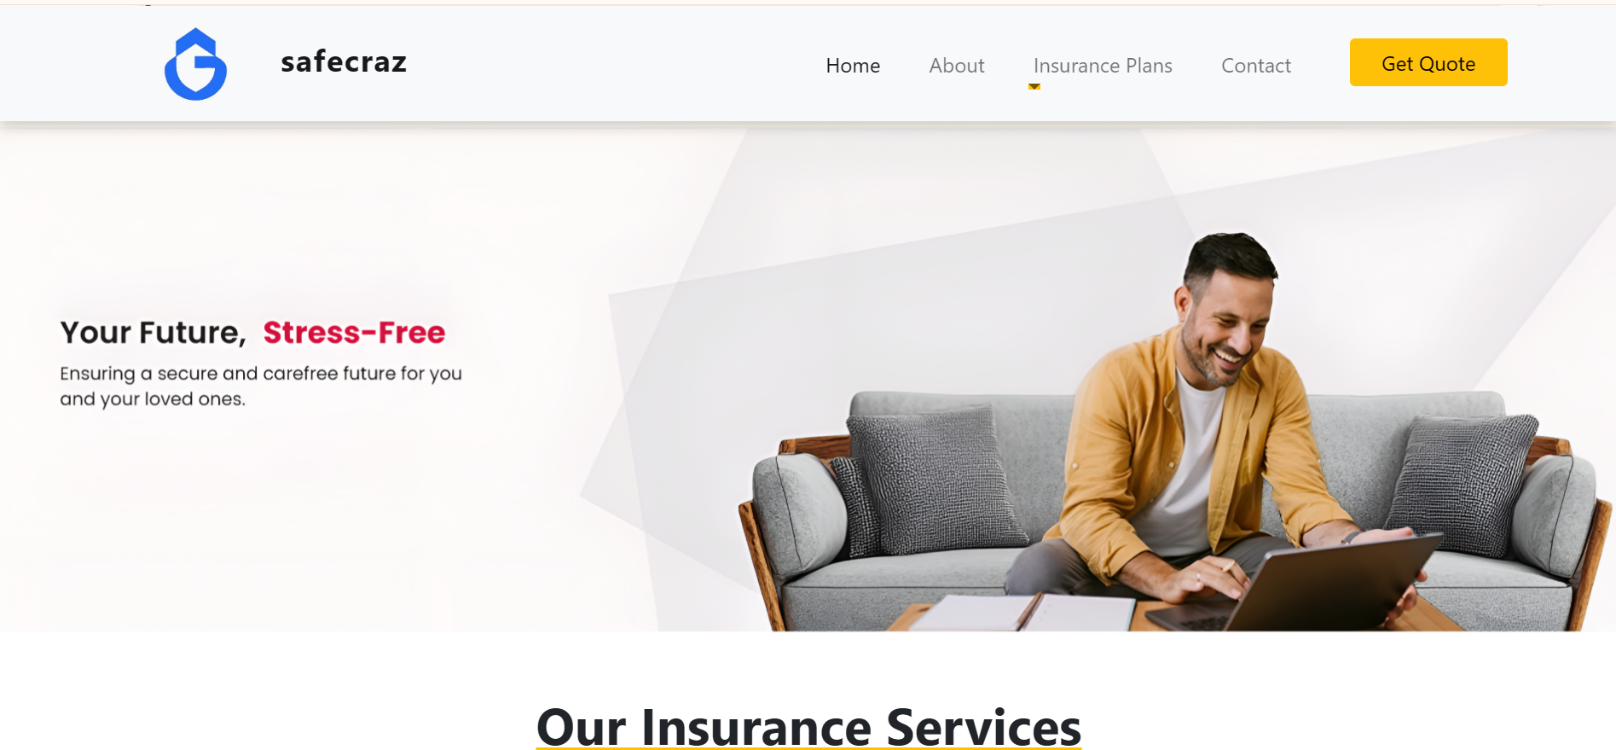 safecraz
Home About Insurance Plans Contact Get Quote
Your Future, Stress-Free
Ensuring a secure and carefree future for you
and your loved ones.
Our Insurance Services